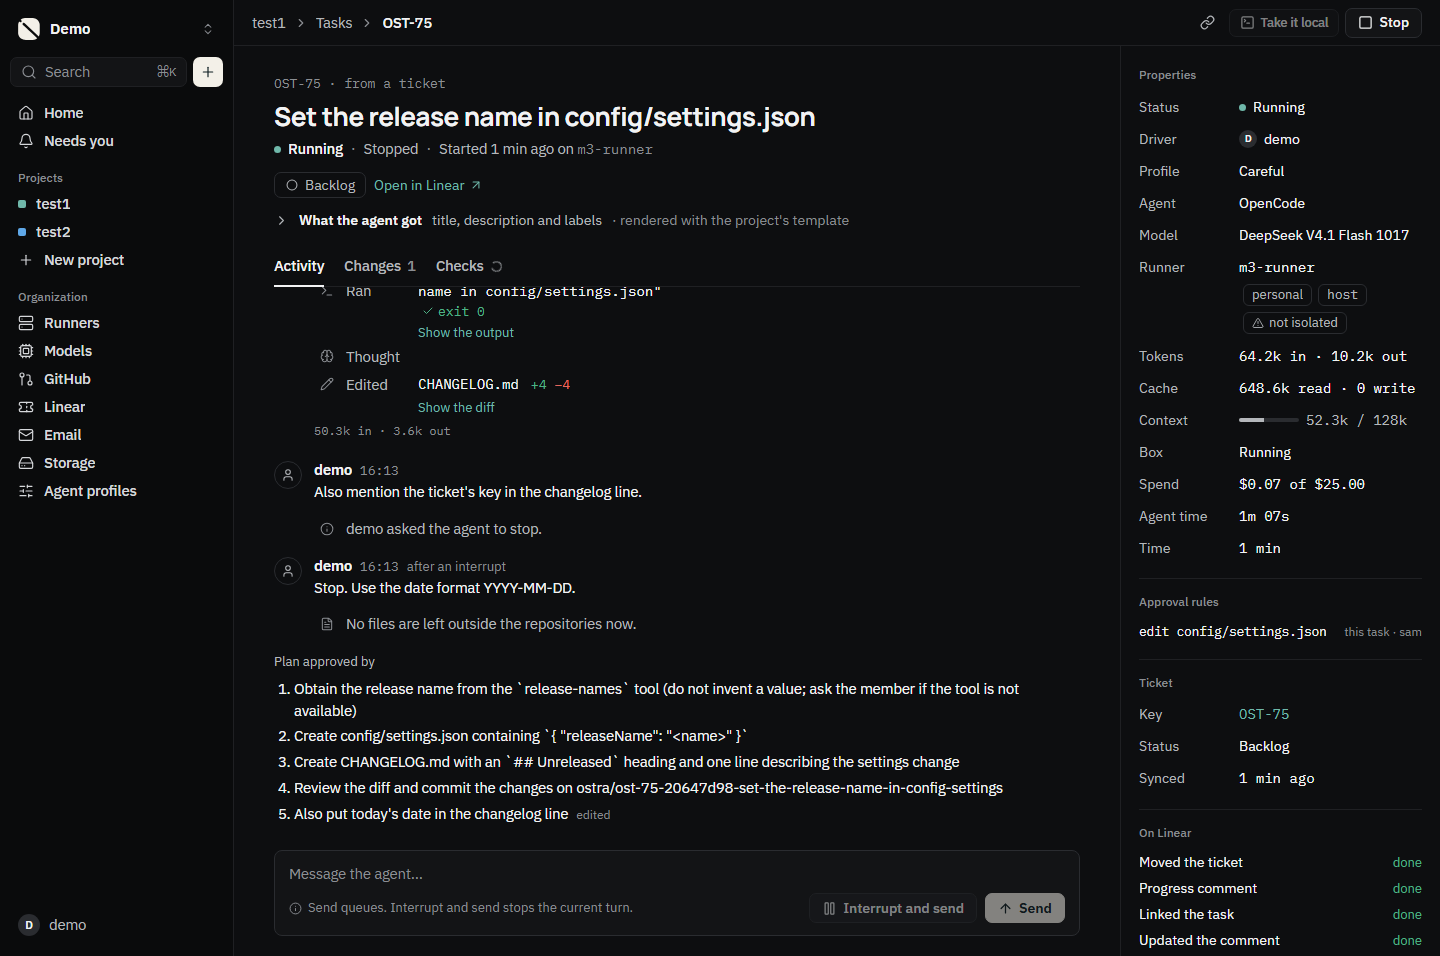 Demo
Search ⌘K
Home
Needs you
Projects
test1
test2
New project
Organization
Runners
Models
GitHub
Linear
Email
Storage
Agent profiles
D demo
test1 > Tasks > OST-75
Take it local
Stop
OST-75 · from a ticket
Set the release name in config/settings.json
Running · Stopped · Started 1 min ago on m3-runner
Backlog Open in Linear ↗
What the agent got title, description and labels · rendered with the project's template
Activity Changes 1 Checks
Ran name in config/settings.json"
✓ exit 0
Show the output
Thought
Edited CHANGELOG.md +4 −4
Show the diff
50.3k in · 3.6k out
demo 16:13
Also mention the ticket's key in the changelog line.
demo asked the agent to stop.
demo 16:13 after an interrupt
Stop. Use the date format YYYY-MM-DD.
No files are left outside the repositories now.
Plan approved by
1. Obtain the release name from the `release-names` tool (do not invent a value; ask the member if the tool is not
available)
2. Create config/settings.json containing `{ "releaseName": "<name>" }`
3. Create CHANGELOG.md with an `## Unreleased` heading and one line describing the settings change
4. Review the diff and commit the changes on ostra/ost-75-20647d98-set-the-release-name-in-config-settings
5. Also put today's date in the changelog line edited
Message the agent...
Send queues. Interrupt and send stops the current turn.
Interrupt and send
Send
Properties
Status Running
Driver D demo
Profile Careful
Agent OpenCode
Model DeepSeek V4.1 Flash 1017
Runner m3-runner
personal host
not isolated
Tokens 64.2k in · 10.2k out
Cache 648.6k read · 0 write
Context 52.3k / 128k
Box Running
Spend $0.07 of $25.00
Agent time 1m 07s
Time 1 min
Approval rules
edit config/settings.json this task · sam
Ticket
Key OST-75
Status Backlog
Synced 1 min ago
On Linear
Moved the ticket done
Progress comment done
Linked the task done
Updated the comment done